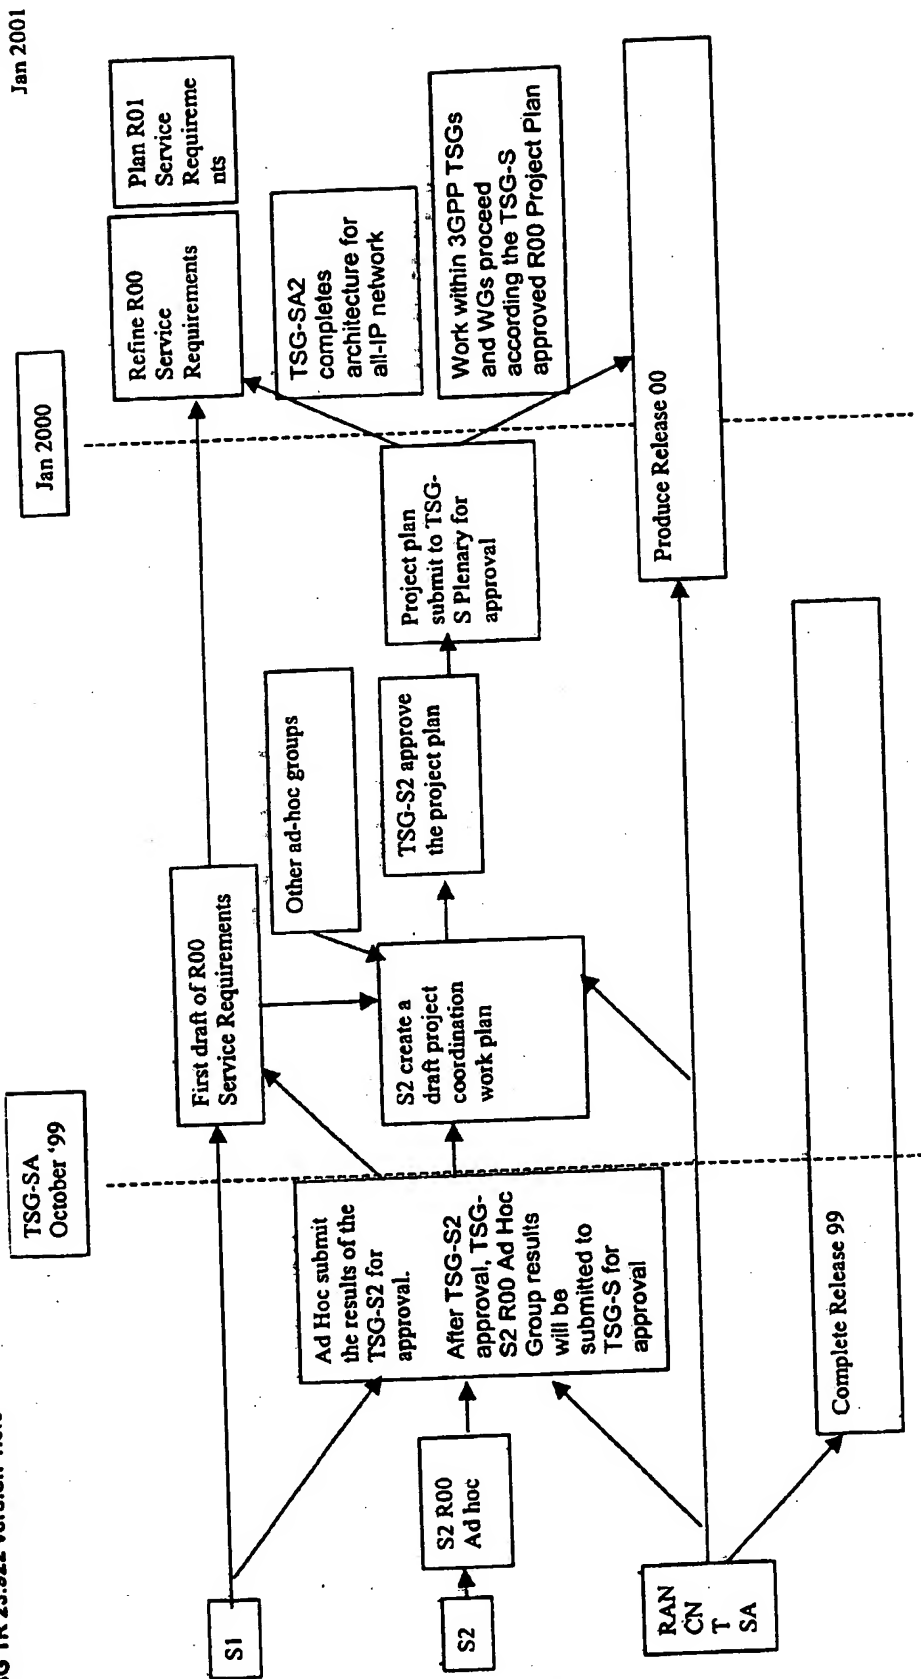 TR 23.922 version
Jan 2001
TSG-SA
October '99
Jan 2000
S1
First draft of R00
Service Requirements
Refine R00
Service
Requirements
Plan R01
Service
Requireme
nts
Other ad-hoc groups
TSG-SA2
completes
architecture for
all-IP network
S2
S2 R00
Ad hoc
Ad Hoc submit
the results of the
TSG-S2 for
approval.
After TSG-S2
approval, TSG-
S2 R00 Ad Hoc
Group results
will be
submitted to
TSG-S for
approval
S2 create a
draft project
coordination
work plan
TSG-S2 approve
the project plan
Project plan
submit to TSG-
S Plenary for
approval
Work within 3GPP TSGs
and WGs proceed
according the TSG-S
approved R00 Project Plan
RAN
CN
T
SA
Produce Release 00
Complete Release 99